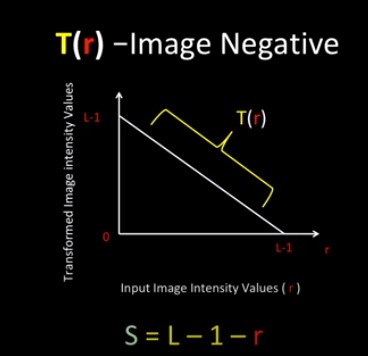 T(r) –Image Negative
Transformed Image intensity Values
L-1
T(r)
0
L-1
r
Input Image Intensity Values ( r )
S = L – 1 – r